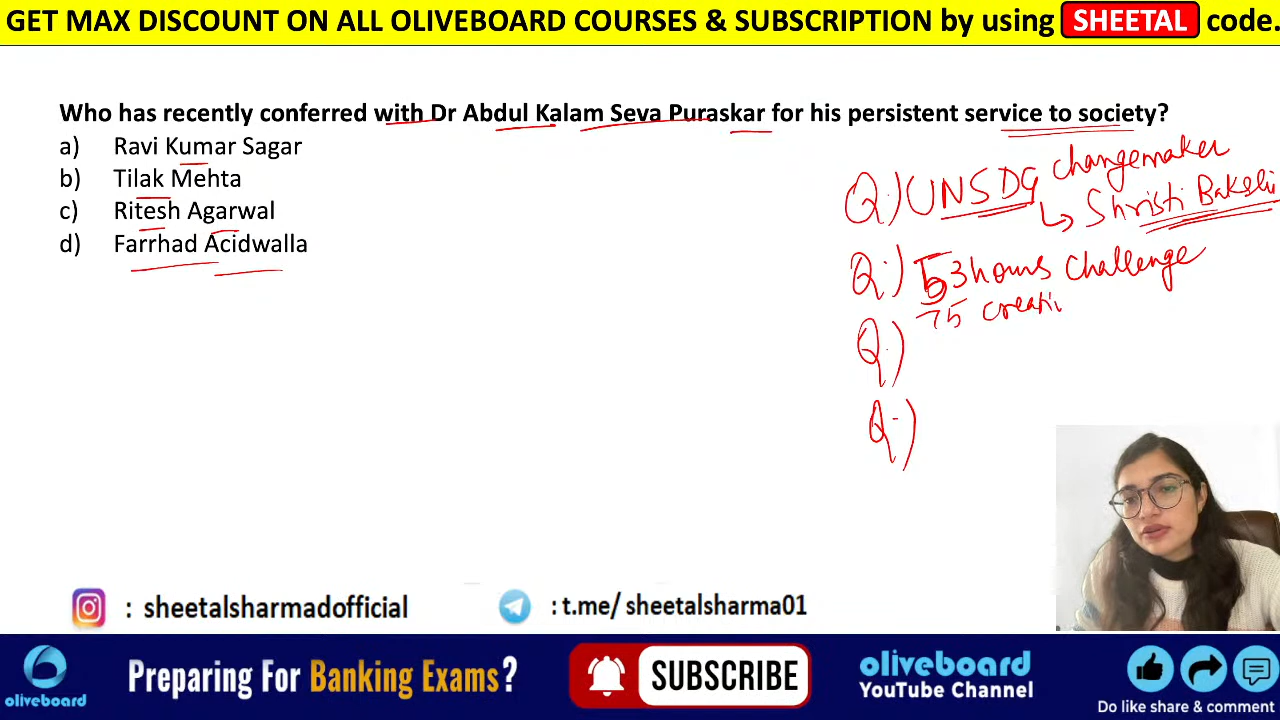 GET MAX DISCOUNT ON ALL OLIVEBOARD COURSES & SUBSCRIPTION by using SHEETAL code.
Who has recently conferred with Dr Abdul Kalam Seva Puraskar for his persistent service to society?
a) Ravi Kumar Sagar
b) Tilak Mehta
c) Ritesh Agarwal
d) Farrhad Acidwalla
Q.) UNSDG changemaker
↳ Shristi Bakshi
Q.) 53 hours challenge
75 creati
Q.)
Q.)
: sheetalsharmadofficial
: t.me/ sheetalsharma01
oliveboard
Preparing For Banking Exams?
SUBSCRIBE
oliveboard
YouTube Channel
Do like share & comment